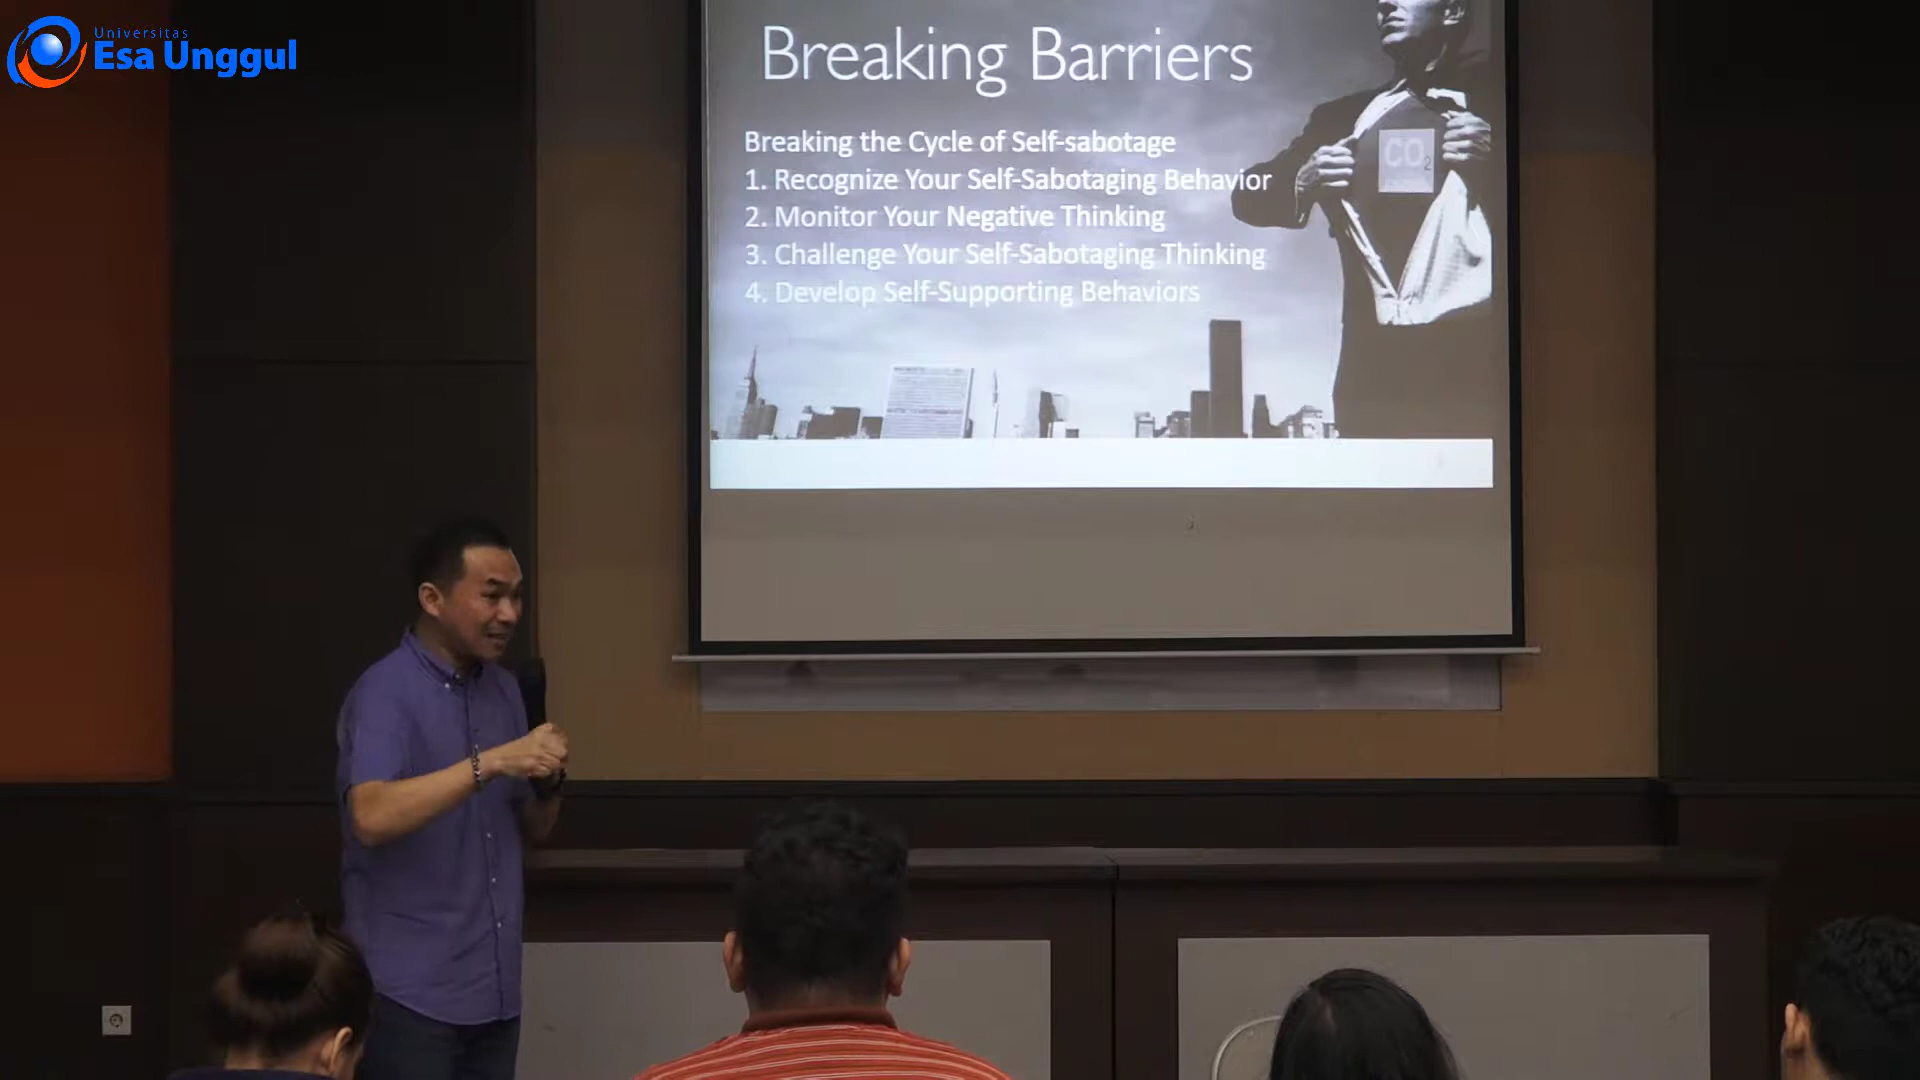 Universitas
Esa Unggul
Breaking Barriers
Breaking the Cycle of Self-sabotage
1. Recognize Your Self-Sabotaging Behavior
2. Monitor Your Negative Thinking
3. Challenge Your Self-Sabotaging Thinking
4. Develop Self-Supporting Behaviors
CO2